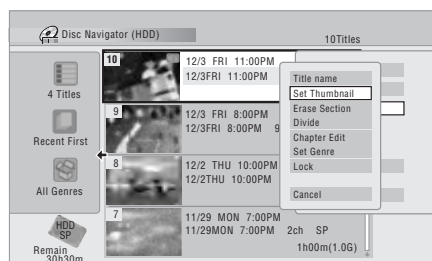 Disc Navigator (HDD)
10Titles
4 Titles
Recent First
All Genres
HDD
SP
Remain
30h30m
10
12/3 FRI 11:00PM
12/3FRI 11:00PM
9
12/3 FRI 8:00PM
12/3FRI 8:00PM 9
8
12/2 THU 10:00PM
12/2THU 10:00PM
7
11/29 MON 7:00PM
11/29MON 7:00PM 2ch SP
1h00m(1.0G)
Title name
Set Thumbnail
Erase Section
Divide
Chapter Edit
Set Genre
Lock
Cancel